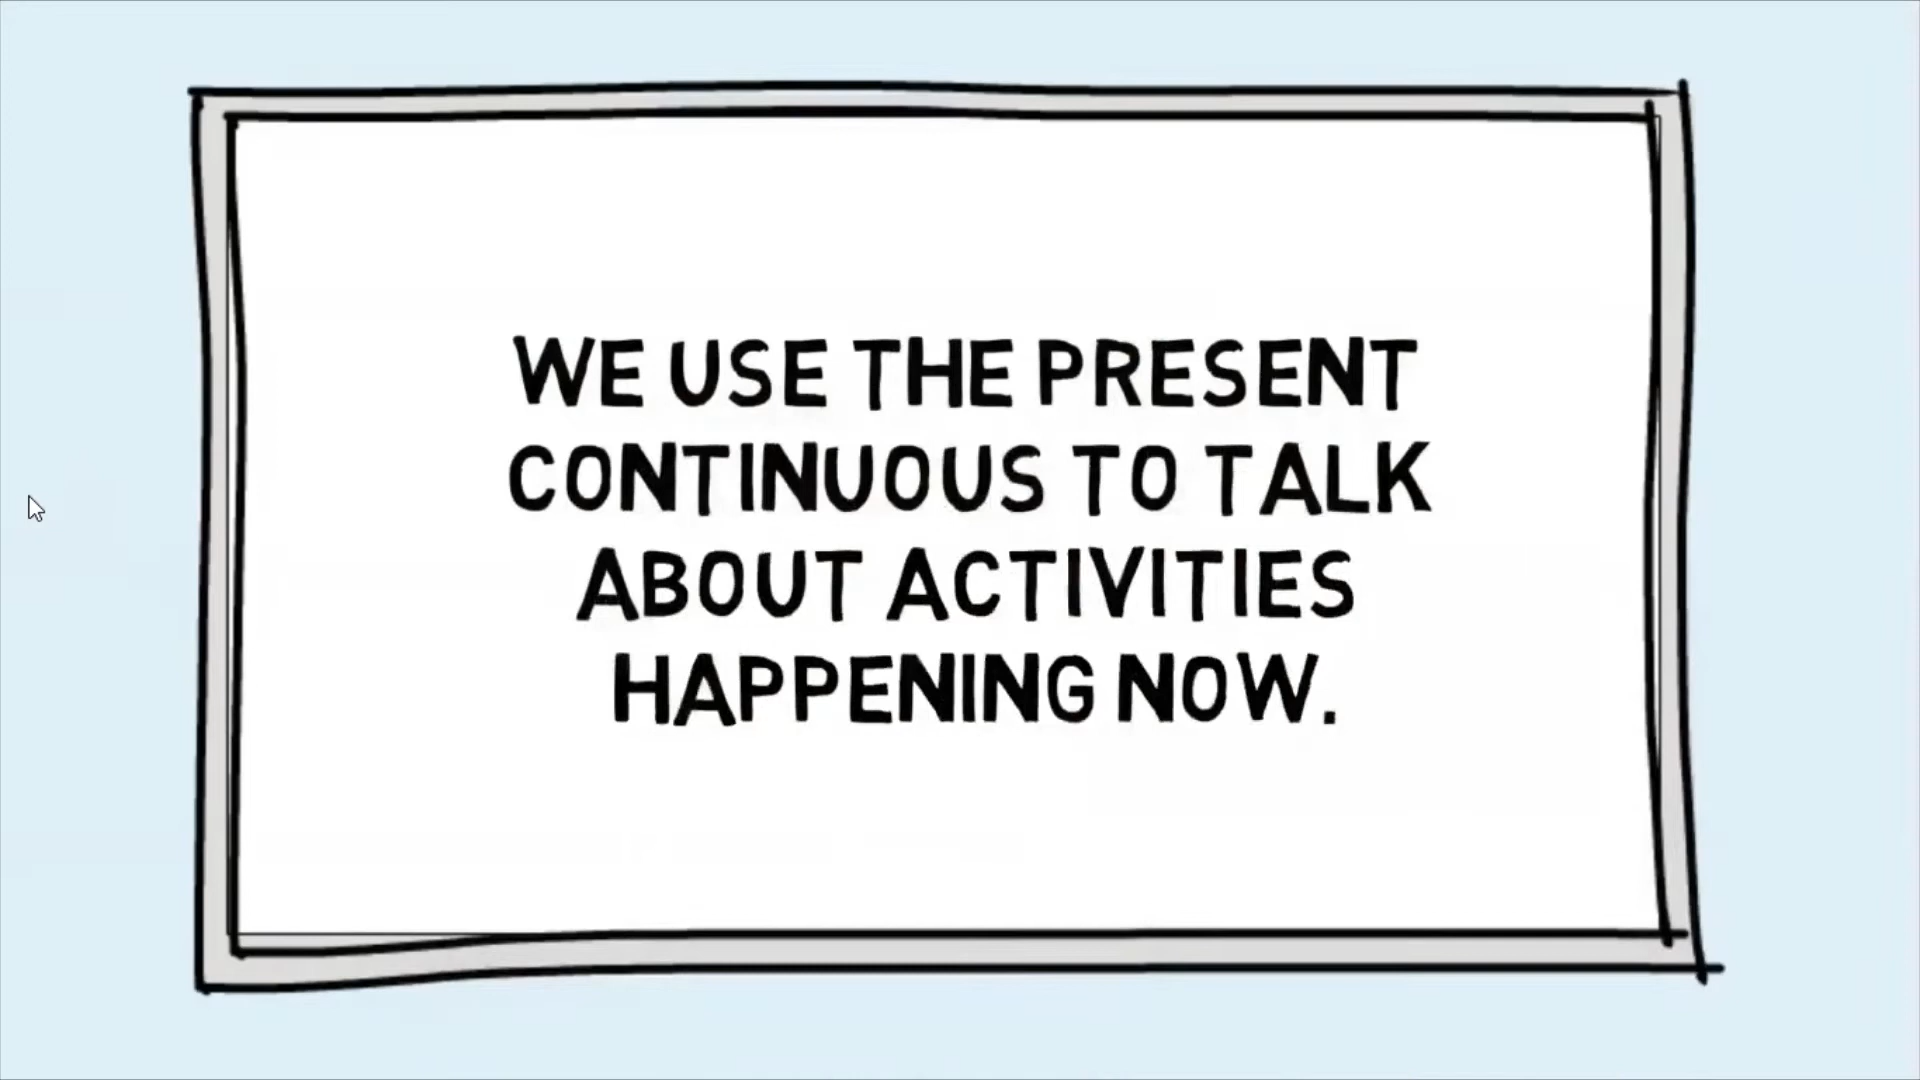 WE USE THE PRESENT
CONTINUOUS TO TALK
ABOUT ACTIVITIES
HAPPENING NOW.